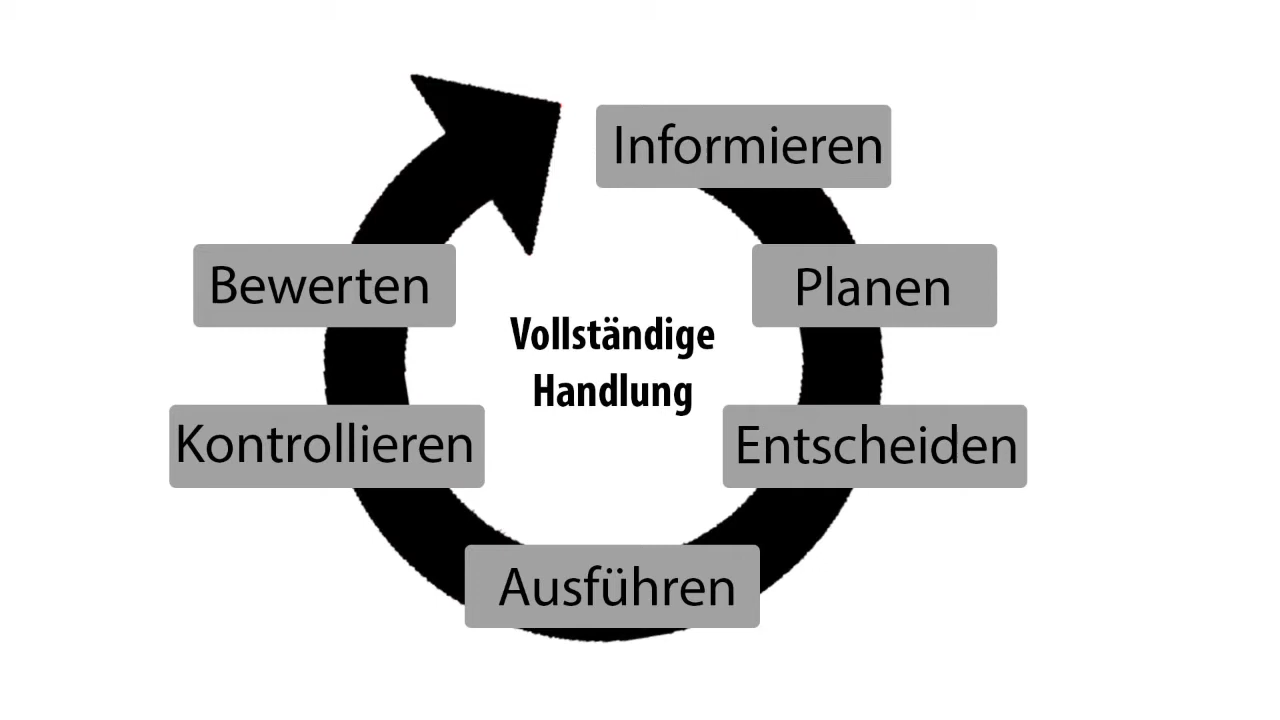 Informieren
Planen
Entscheiden
Ausführen
Kontrollieren
Bewerten
Vollständige
Handlung